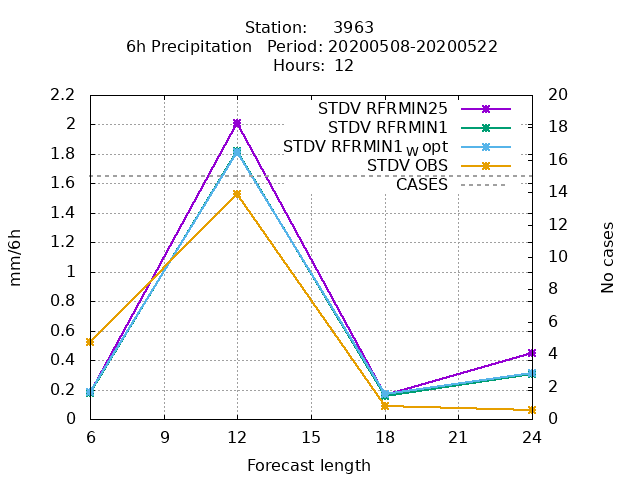 Station: 3963
6h Precipitation Period: 20200508-20200522
Hours: 12
STDV RFRMIN25
STDV RFRMIN1
STDV RFRMIN1 w opt
STDV OBS
CASES
mm/6h
2.2
2
1.8
1.6
1.4
1.2
1
0.8
0.6
0.4
0.2
0
20
18
16
14
12
10
8
6
4
2
0
No cases
6 9 12 15 18 21 24
Forecast length